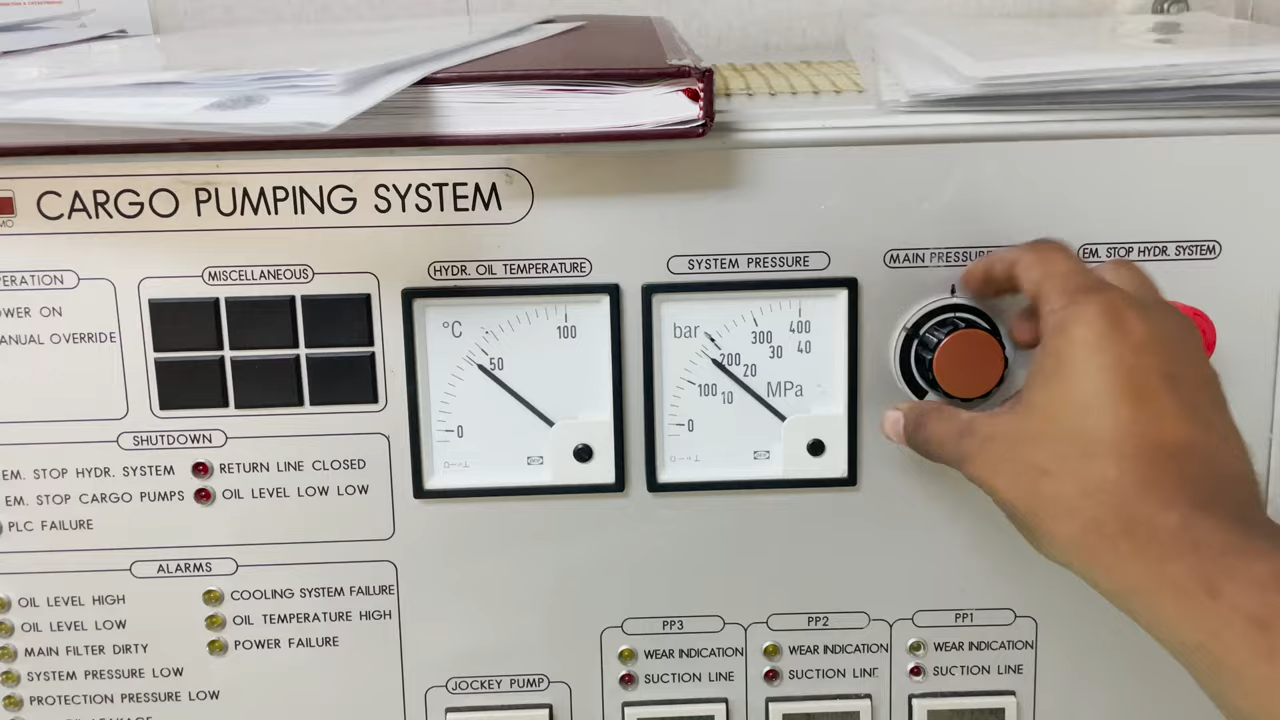 CARGO PUMPING SYSTEM
MISCELLANEOUS
HYDR. OIL TEMPERATURE
SYSTEM PRESSURE
MAIN PRESSURE
EM. STOP HYDR. SYSTEM
POWER ON
MANUAL OVERRIDE
°C
50
100
0
bar
0
100
200
300
400
10
20
30
40
MPa
SHUTDOWN
EM. STOP HYDR. SYSTEM
RETURN LINE CLOSED
EM. STOP CARGO PUMPS
OIL LEVEL LOW LOW
PLC FAILURE
ALARMS
OIL LEVEL HIGH
COOLING SYSTEM FAILURE
OIL LEVEL LOW
OIL TEMPERATURE HIGH
MAIN FILTER DIRTY
POWER FAILURE
SYSTEM PRESSURE LOW
PROTECTION PRESSURE LOW
JOCKEY PUMP
PP3
WEAR INDICATION
SUCTION LINE
PP2
WEAR INDICATION
SUCTION LINE
PP1
WEAR INDICATION
SUCTION LINE